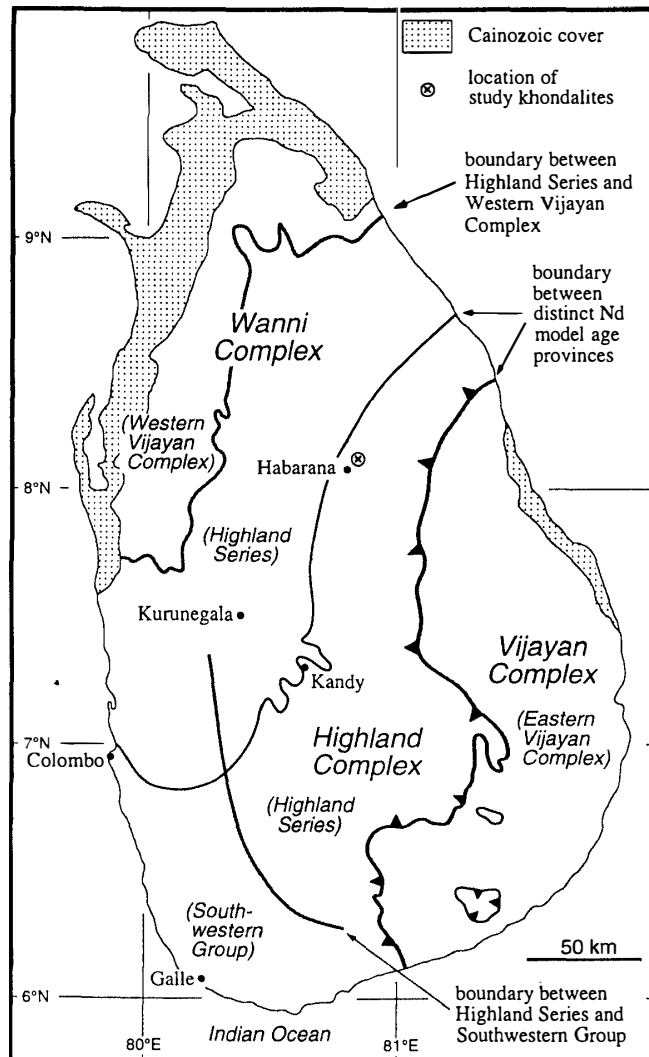 Cainozoic cover
location of
study khondalites
boundary between
Highland Series and
Western Vijayan
Complex
9°N
boundary
between
distinct Nd
model age
provinces
Wanni
Complex
(Western
Vijayan
Complex)
Habarana
8°N
(Highland
Series)
Kurunegala
Vijayan
Complex
Kandy
(Eastern
Vijayan
Complex)
7°N
Colombo
Highland
Complex
(Highland
Series)
(South-
western
Group)
50 km
Galle
6°N
boundary between
Highland Series and
Southwestern Group
80°E
81°E
Indian Ocean